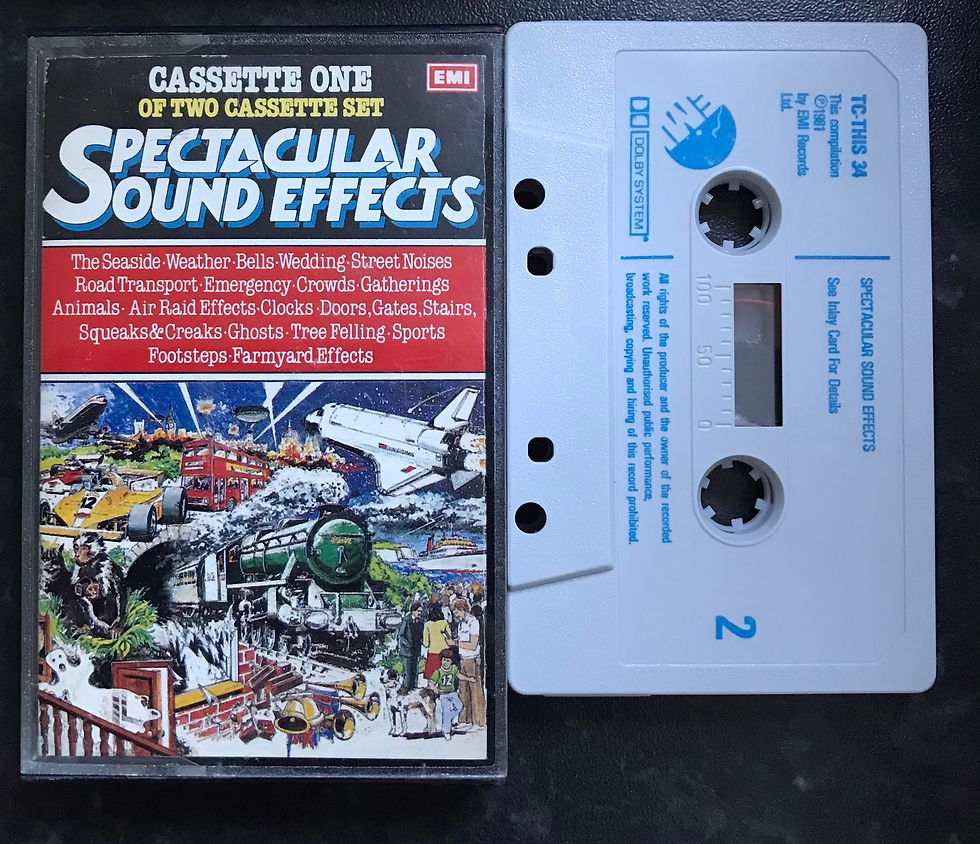 CASSETTE ONE
EMI
OF TWO CASSETTE SET
SPECTACULAR
SOUND EFFECTS
The Seaside·Weather·Bells·Wedding·Street Noises
Road Transport·Emergency·Crowds·Gatherings
Animals· Air Raid Effects·Clocks·Doors,Gates,Stairs,
Squeaks&Creaks·Ghosts·Tree Felling·Sports
Footsteps·Farmyard Effects
12
12
TC-THIS 34
This compilation
℗1981
by EMI Records
Ltd.
DOLBY SYSTEM
SPECTACULAR SOUND EFFECTS
See Inlay Card For Details
100 50 0
All rights of the producer and the owner of the recorded
work reserved. Unauthorised public performance,
broadcasting, copying and hiring of this record prohibited.
2